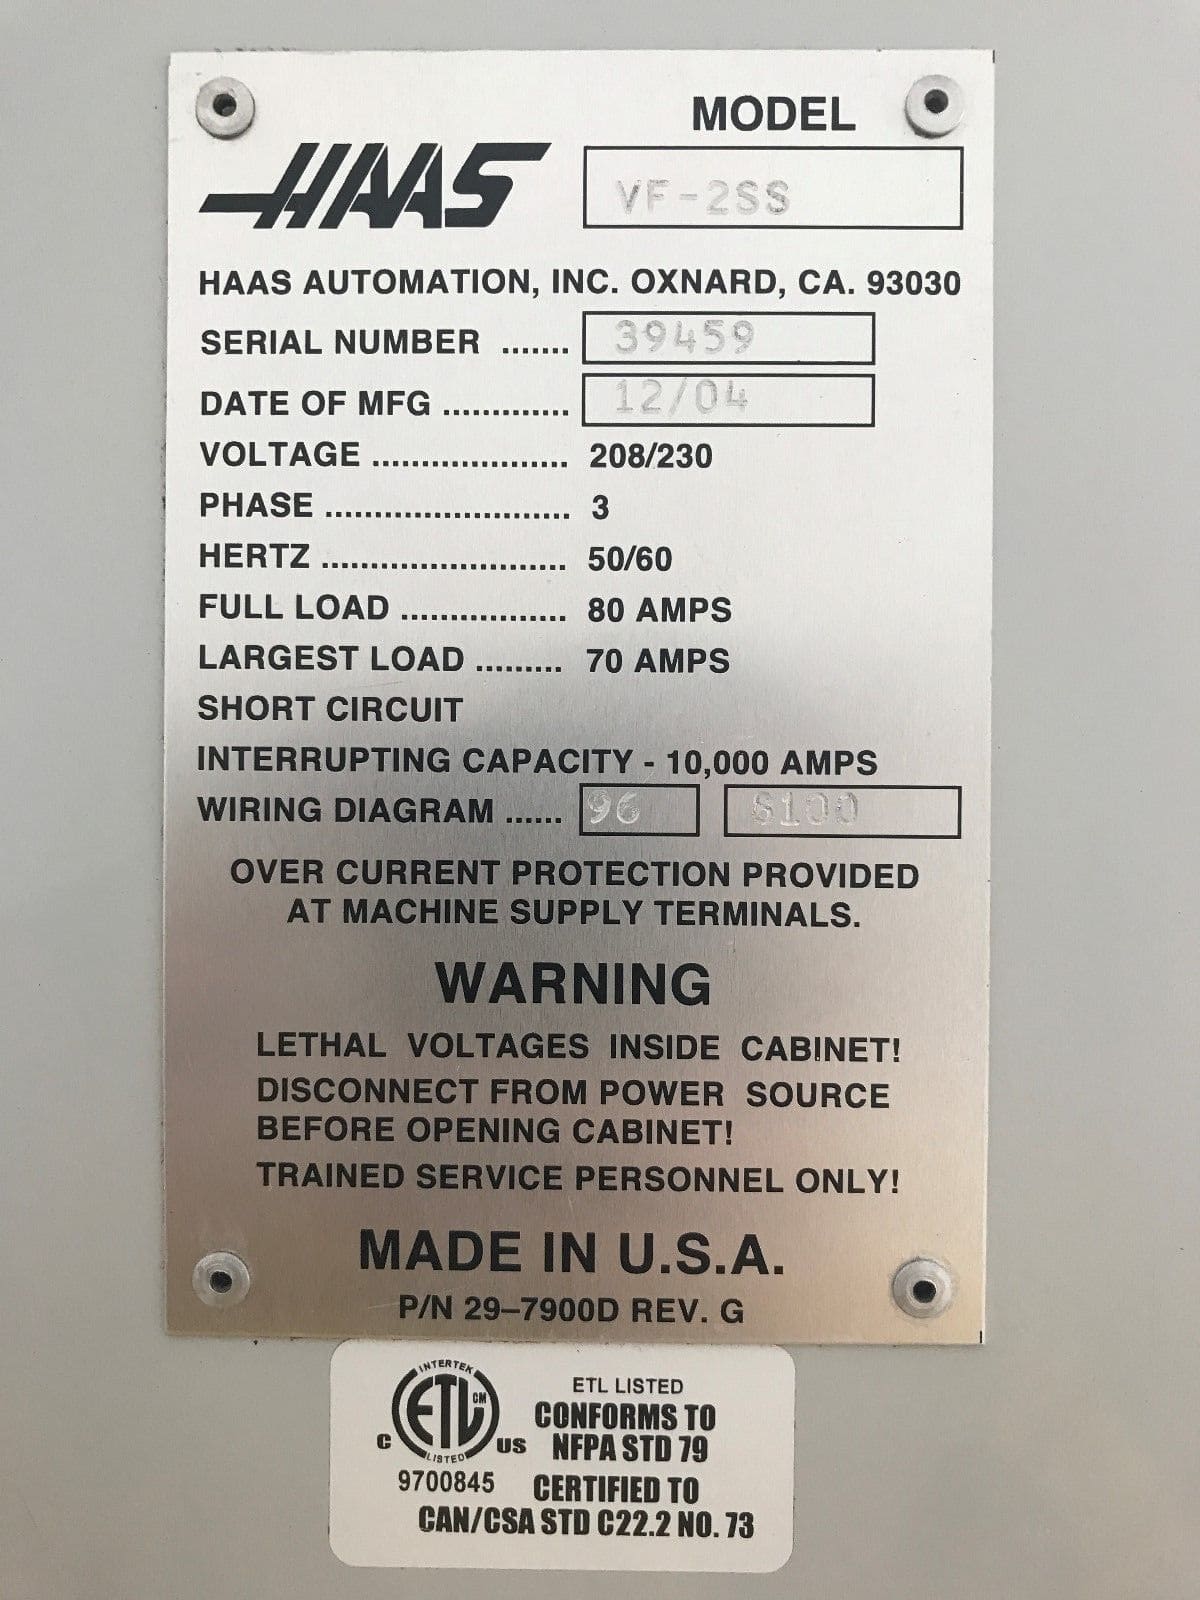 MODEL
HAAS
VF-2SS
HAAS AUTOMATION, INC. OXNARD, CA. 93030
SERIAL NUMBER ....... 39459
DATE OF MFG ............. 12/04
VOLTAGE .................... 208/230
PHASE ......................... 3
HERTZ ......................... 50/60
FULL LOAD ................. 80 AMPS
LARGEST LOAD ......... 70 AMPS
SHORT CIRCUIT
INTERRUPTING CAPACITY - 10,000 AMPS
WIRING DIAGRAM ...... 96 8100
OVER CURRENT PROTECTION PROVIDED
AT MACHINE SUPPLY TERMINALS.
WARNING
LETHAL VOLTAGES INSIDE CABINET!
DISCONNECT FROM POWER SOURCE
BEFORE OPENING CABINET!
TRAINED SERVICE PERSONNEL ONLY!
MADE IN U.S.A.
P/N 29-7900D REV. G
INTERTEK
ETL CM
LISTED
C US
9700845
ETL LISTED
CONFORMS TO
NFPA STD 79
CERTIFIED TO
CAN/CSA STD C22.2 NO. 73